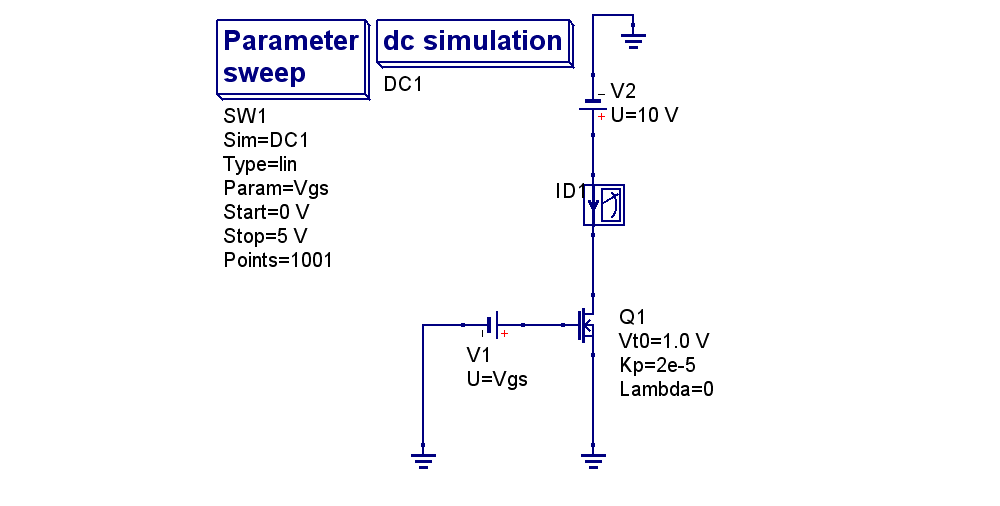 Parameter
sweep
SW1
Sim=DC1
Type=lin
Param=Vgs
Start=0 V
Stop=5 V
Points=1001
dc simulation
DC1
V2
U=10 V
ID1
Q1
Vt0=1.0 V
Kp=2e-5
Lambda=0
V1
U=Vgs